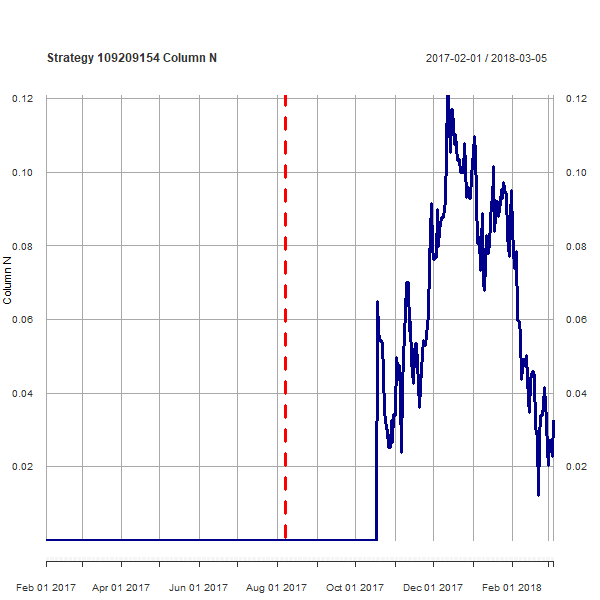 Strategy 109209154 Column N
2017-02-01 / 2018-03-05
0.12
0.12
0.10
0.10
0.08
0.08
Column N
0.06
0.06
0.04
0.04
0.02
0.02
Feb 01 2017
Apr 01 2017
Jun 01 2017
Aug 01 2017
Oct 01 2017
Dec 01 2017
Feb 01 2018